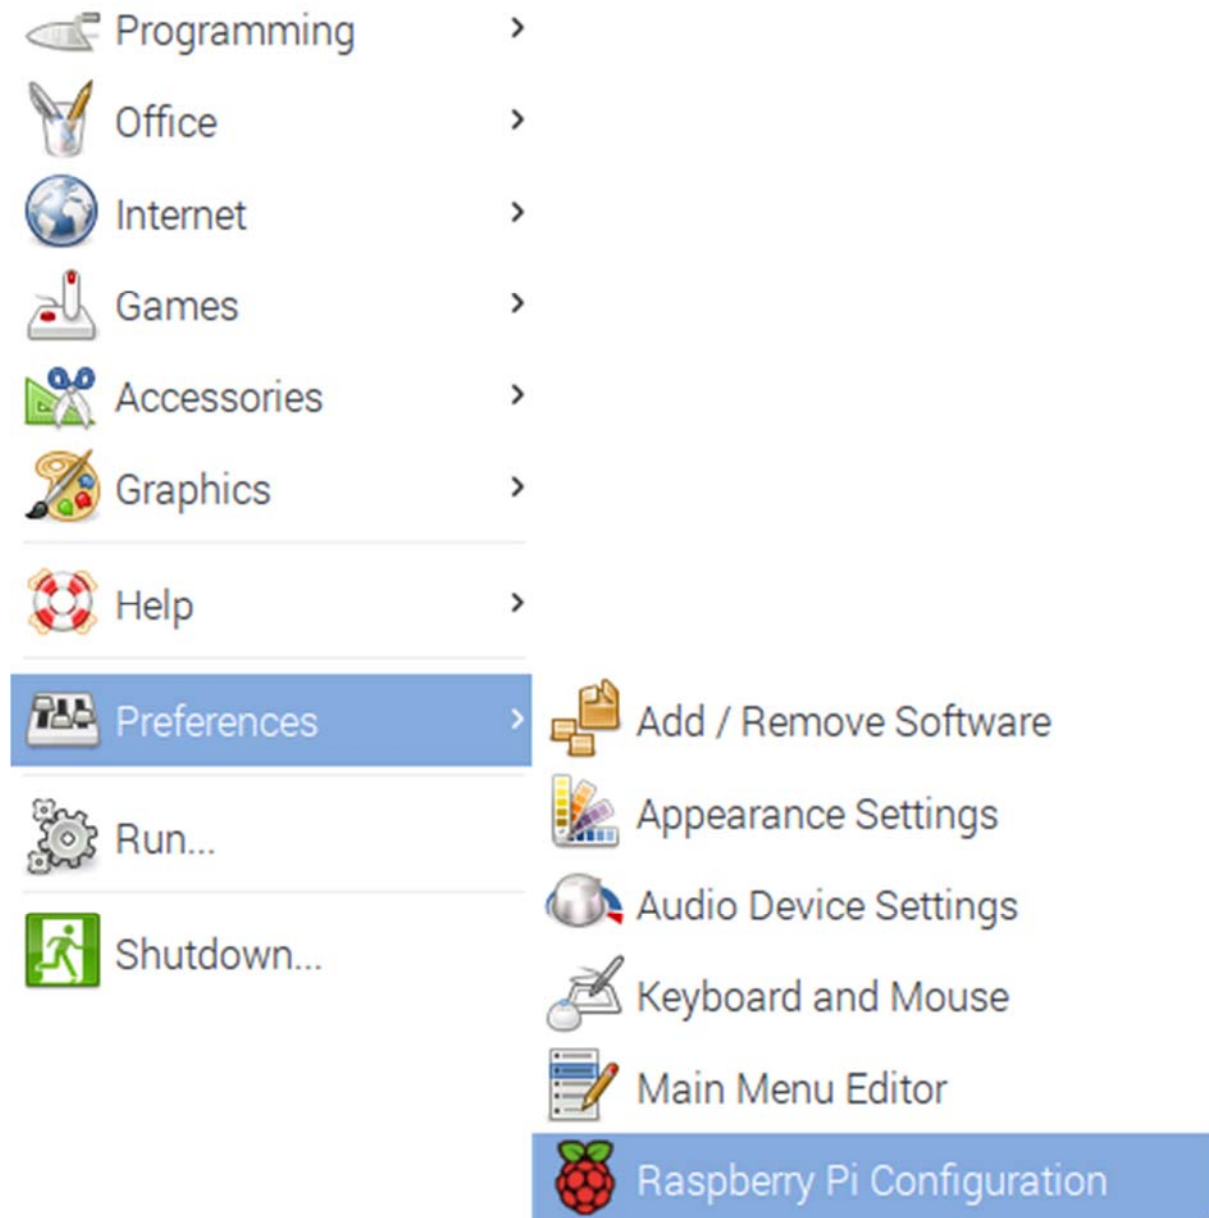 Programming
Office
Internet
Games
Accessories
Graphics
Help
Preferences
Add / Remove Software
Appearance Settings
Run...
Audio Device Settings
Shutdown...
Keyboard and Mouse
Main Menu Editor
Raspberry Pi Configuration